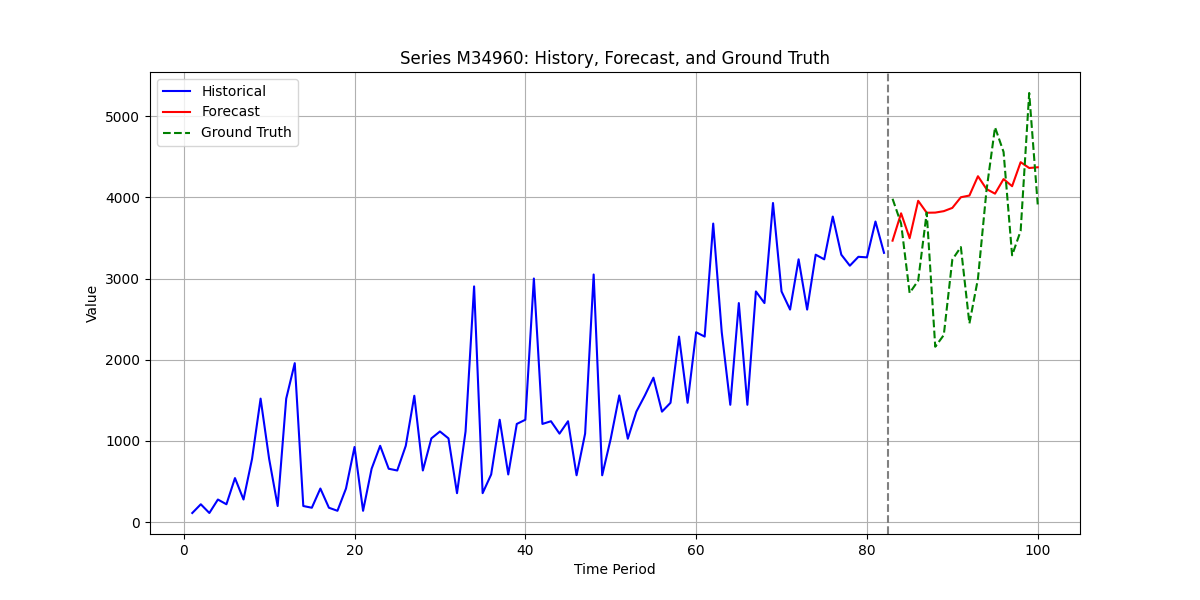 Series M34960: History, Forecast, and Ground Truth
Historical
Forecast
Ground Truth
Value
5000
4000
3000
2000
1000
0
0 20 40 60 80 100
Time Period